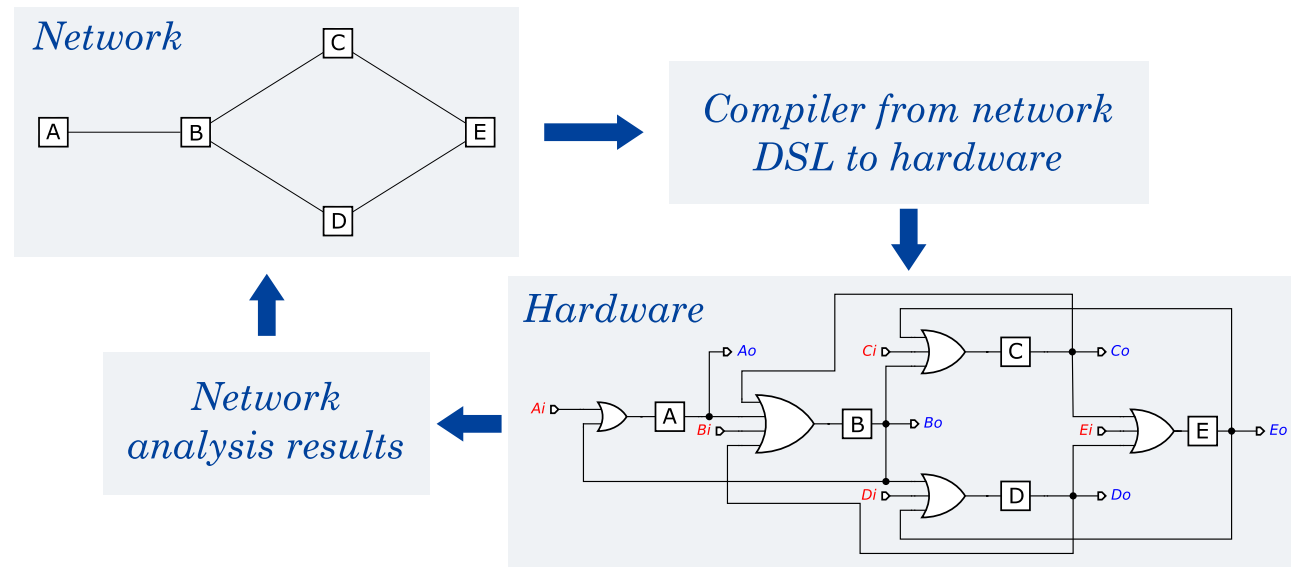 Network
C
A
B
E
D
Compiler from network
DSL to hardware
Hardware
Ao
Ci
C
Co
Ai
A
Bi
B
Bo
Ei
E
Eo
Di
D
Do
Network
analysis results